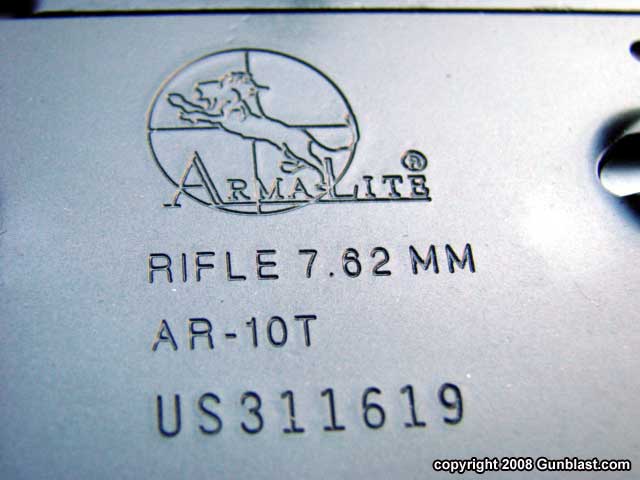 ARMALITE®
RIFLE 7.62 MM
AR-10T
US311619
copyright 2008 Gunblast.com